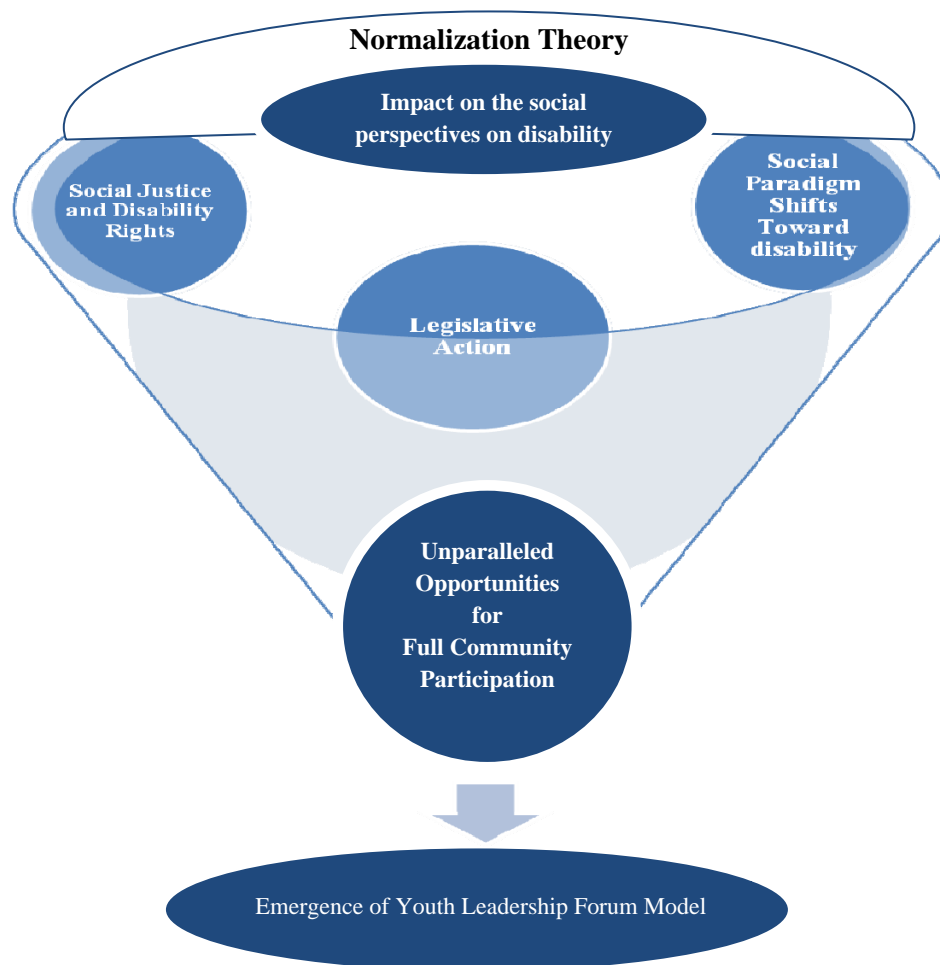 Normalization Theory
Impact on the social
perspectives on disability
Social Justice
and Disability
Rights
Social
Paradigm
Shifts
Toward
disability
Legislative
Action
Unparalleled
Opportunities
for
Full Community
Participation
Emergence of Youth Leadership Forum Model